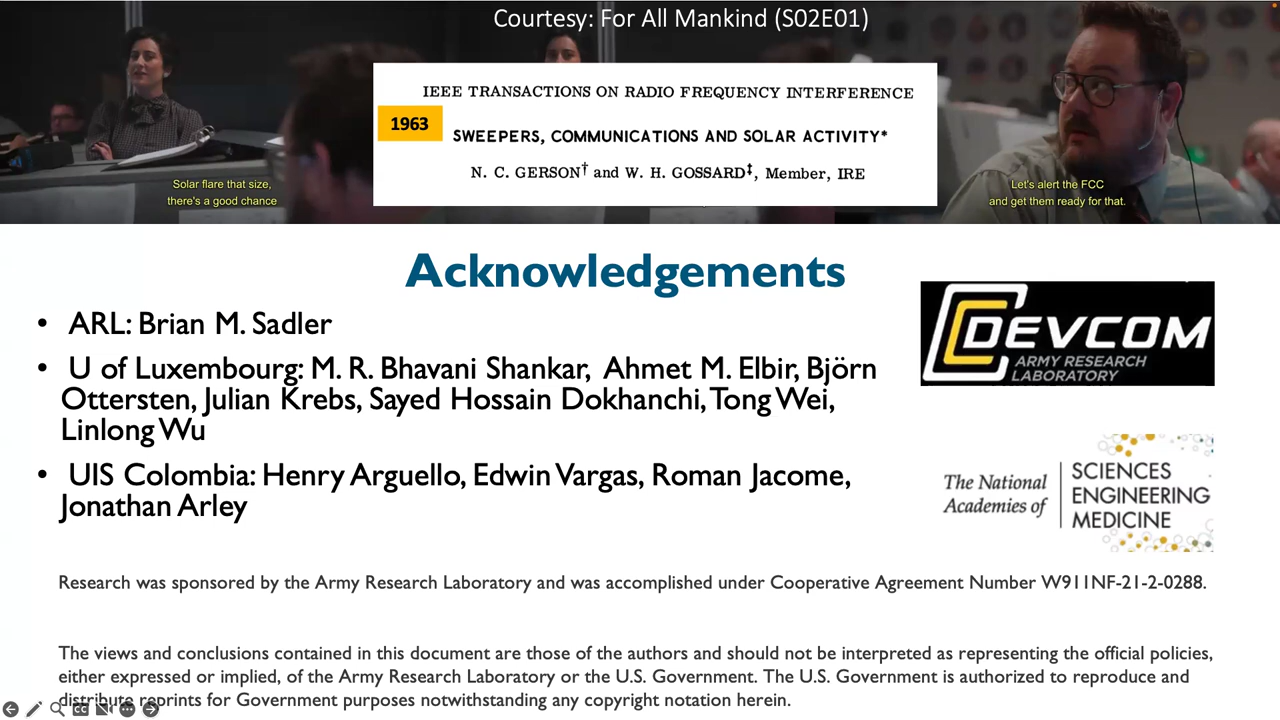 Courtesy: For All Mankind (S02E01)
IEEE TRANSACTIONS ON RADIO FREQUENCY INTERFERENCE
1963
SWEEPERS, COMMUNICATIONS AND SOLAR ACTIVITY*
N. C. GERSON† and W. H. GOSSARD‡, Member, IRE
Solar flare that size,
there's a good chance
Let's alert the FCC
and get them ready for that.
Acknowledgements
• ARL: Brian M. Sadler
• U of Luxembourg: M. R. Bhavani Shankar, Ahmet M. Elbir, Björn
Ottersten, Julian Krebs, Sayed Hossain Dokhanchi, Tong Wei,
Linlong Wu
• UIS Colombia: Henry Arguello, Edwin Vargas, Roman Jacome,
Jonathan Arley
DEVCOM
ARMY RESEARCH
LABORATORY
The National
Academies of
SCIENCES
ENGINEERING
MEDICINE
Research was sponsored by the Army Research Laboratory and was accomplished under Cooperative Agreement Number W911NF-21-2-0288.
The views and conclusions contained in this document are those of the authors and should not be interpreted as representing the official policies,
either expressed or implied, of the Army Research Laboratory or the U.S. Government. The U.S. Government is authorized to reproduce and
distribute reprints for Government purposes notwithstanding any copyright notation herein.
CC